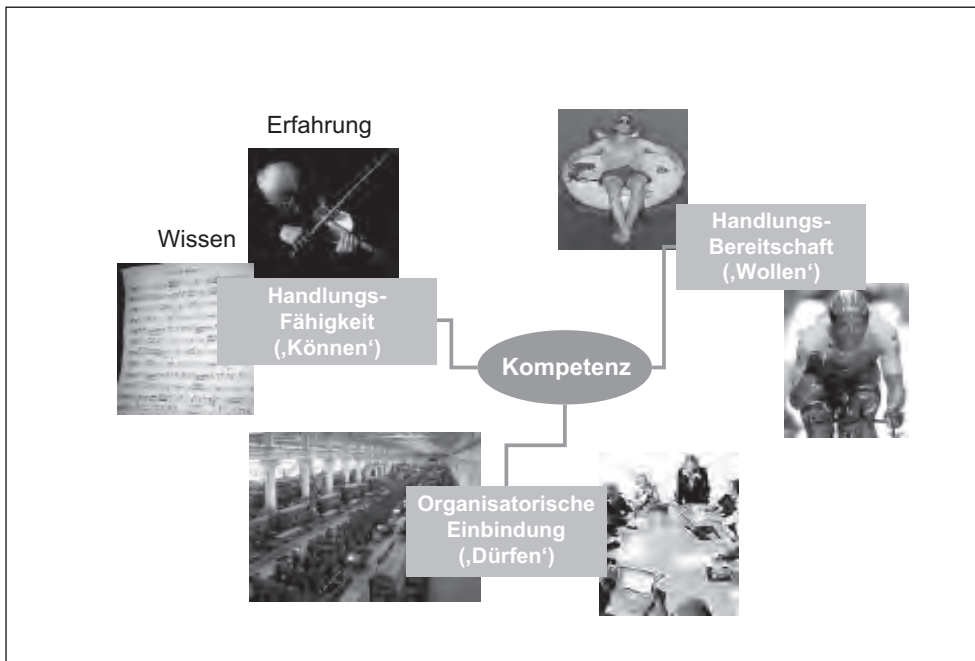 Erfahrung
Wissen
Handlungs-
Fähigkeit
(‚Können‘)
Handlungs-
Bereitschaft
(‚Wollen‘)
Kompetenz
Organisatorische
Einbindung
(‚Dürfen‘)